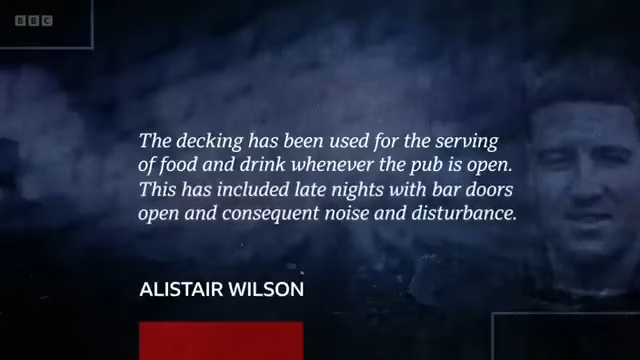 BBC
The decking has been used for the serving
of food and drink whenever the pub is open.
This has included late nights with bar doors
open and consequent noise and disturbance.
ALISTAIR WILSON